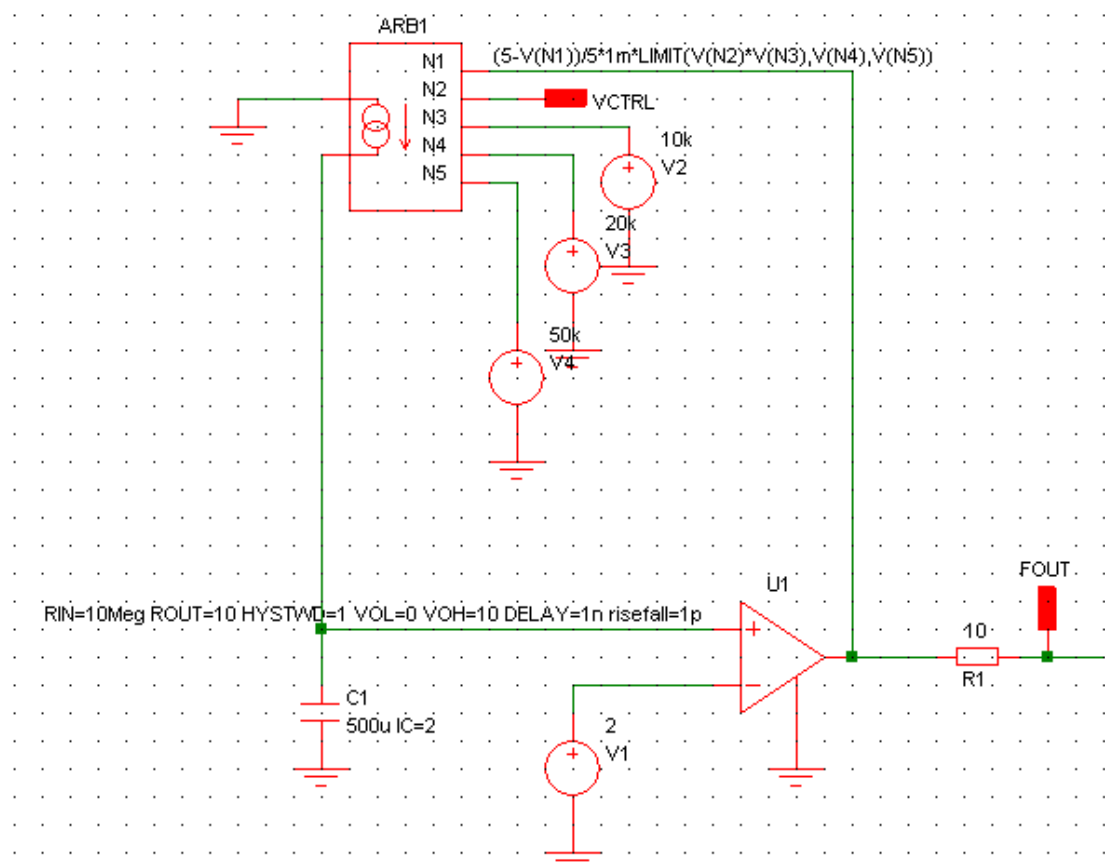 ARB1
(5-V(N1))/5*1m*LIMIT(V(N2)*V(N3),V(N4),V(N5))
N1
N2
VCTRL
N3
10k
V2
N4
N5
20k
V3
50k
V4
U1
FOUT
RIN=10Meg ROUT=10 HYSTWD=1 VOL=0 VOH=10 DELAY=1n risefall=1p
10
R1
C1
500u IC=2
2
V1